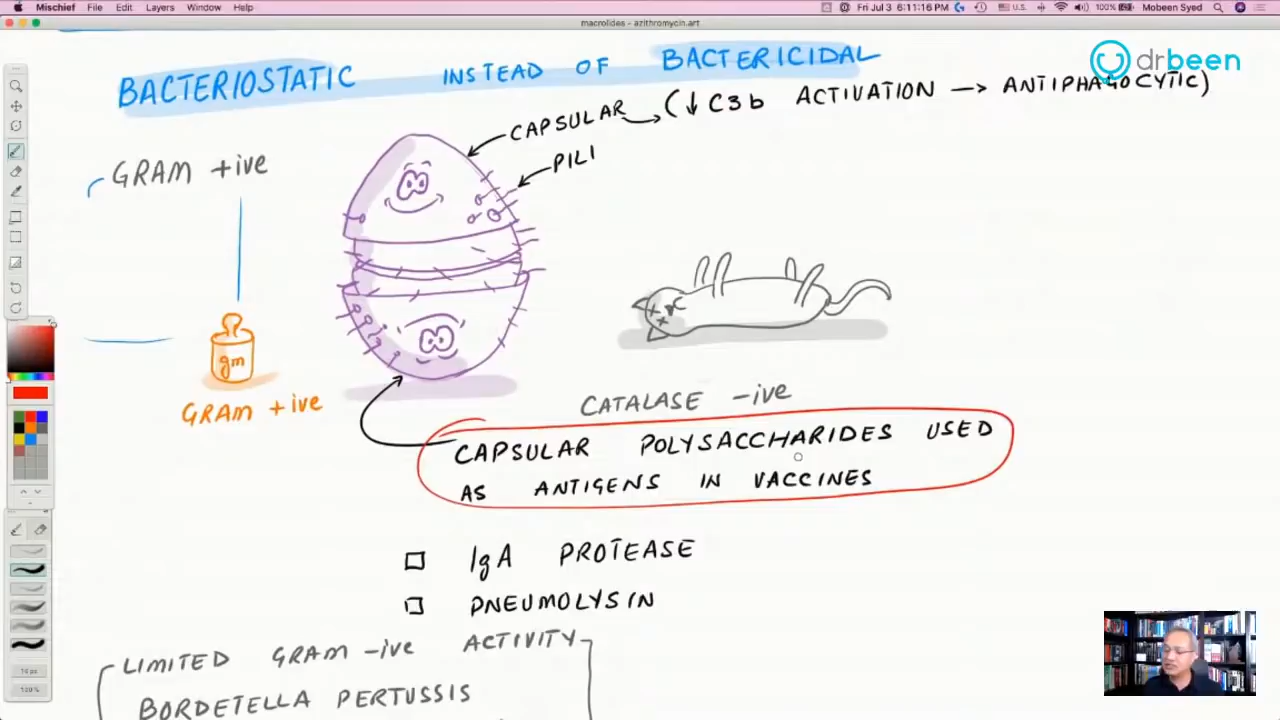 Mischief File Edit Layers Window Help
Fri Jul 3 6:11:16 PM U.S. 100% Mobeen Syed
macrolides - azithromycin.art
drbeen
BACTERIOSTATIC INSTEAD OF BACTERICIDAL
CAPSULAR (↓ C3b ACTIVATION → ANTIPHAGOCYTIC)
PILI
GRAM +ive
gm
GRAM +ive
CATALASE -ive
CAPSULAR POLYSACCHARIDES USED
AS ANTIGENS IN VACCINES
IgA PROTEASE
PNEUMOLYSIN
LIMITED GRAM -ive ACTIVITY
BORDETELLA PERTUSSIS